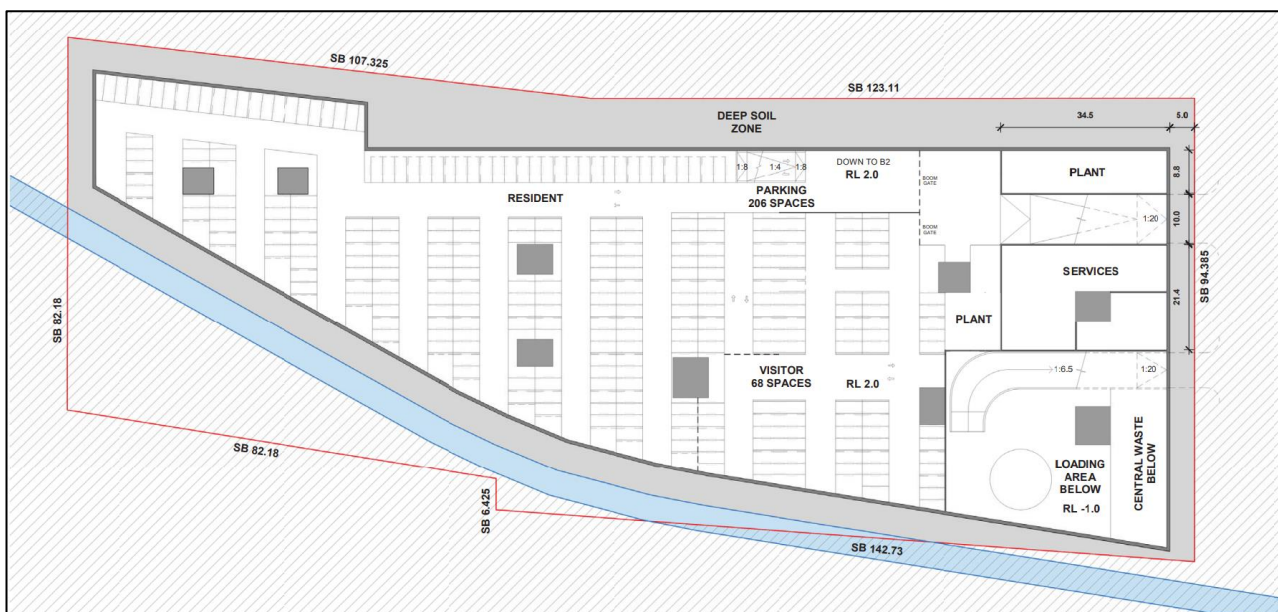 SB 107.325
SB 123.11
DEEP SOIL
ZONE
34.5
5.0
1:8
1:4
1:8
DOWN TO B2
RL 2.0
BOOM
GATE
PLANT
8.8
RESIDENT
PARKING
206 SPACES
BOOM
GATE
1:20
10.0
SERVICES
SB 94.385
21.4
PLANT
SB 82.18
VISITOR
68 SPACES
RL 2.0
1:6.5
1:20
SB 82.18
LOADING
AREA
BELOW
RL -1.0
CENTRAL WASTE
BELOW
SB 6.425
SB 142.73